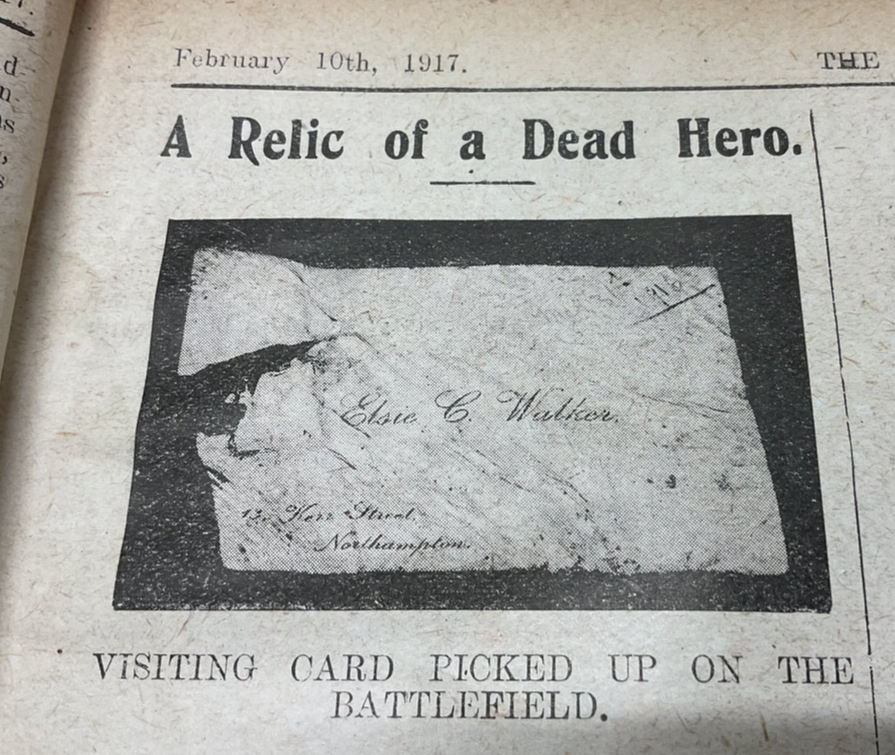 February 10th, 1917.
THE
A Relic of a Dead Hero.
Elsie C. Walker.
Kerr Street,
Northampton.
VISITING CARD PICKED UP ON THE
BATTLEFIELD.